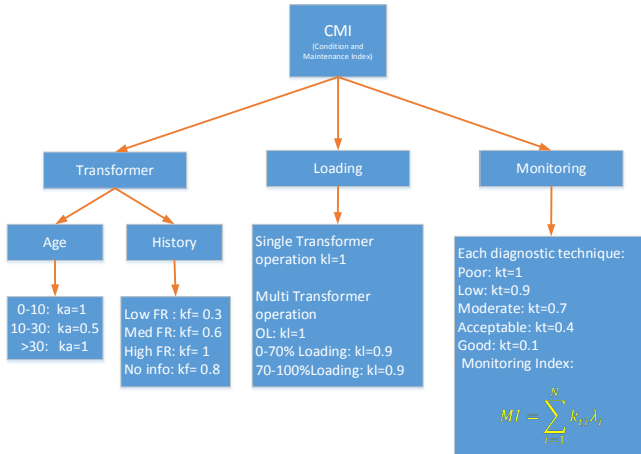 CMI
(Condition and
Maintenance Index)
Transformer
Loading
Monitoring
Age
History
0-10: ka=1
10-30: ka=0.5
>30: ka=1
Low FR : kf= 0.3
Med FR: kf= 0.6
High FR: kf= 1
No info: kf= 0.8
Single Transformer
operation kl=1
Multi Transformer
operation
OL: kl=1
0-70% Loading: kl=0.9
70-100%Loading: kl=0.9
Each diagnostic technique:
Poor: kt=1
Low: kt=0.9
Moderate: kt=0.7
Acceptable: kt=0.4
Good: kt=0.1
Monitoring Index:
MI = \sum_{i=1}^{N} k_{ti} λ_i